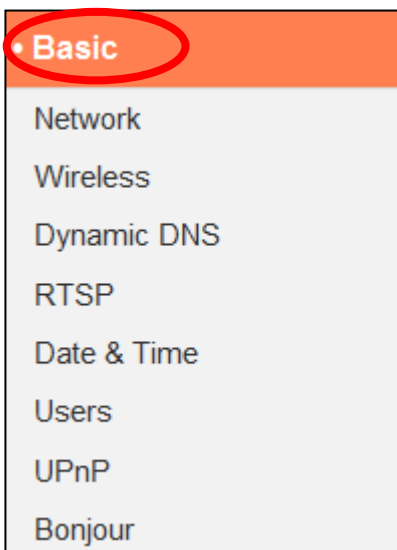 • Basic
Network
Wireless
Dynamic DNS
RTSP
Date & Time
Users
UPnP
Bonjour